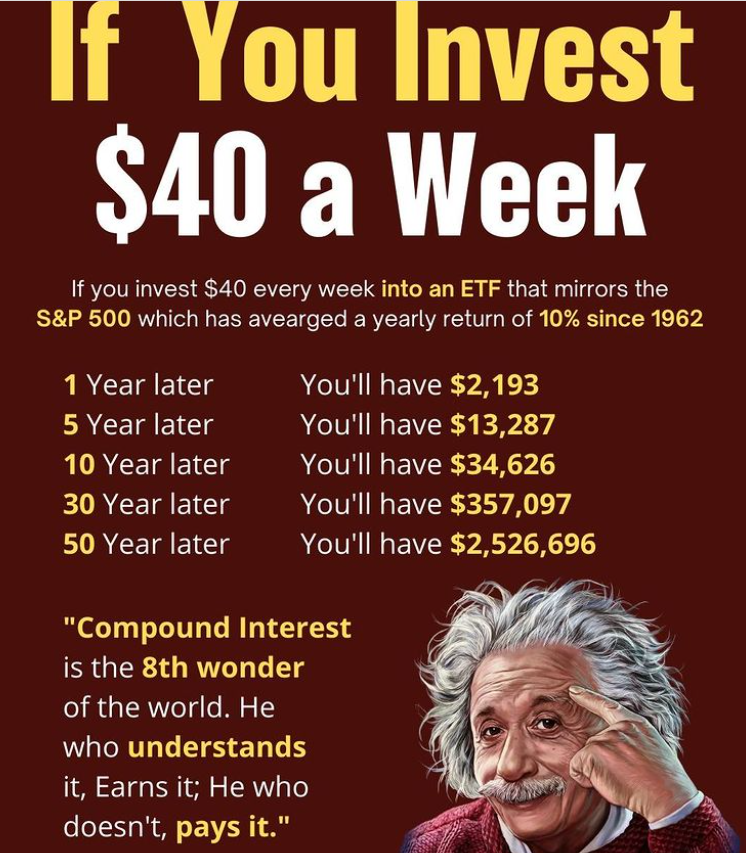 If You Invest
$40 a Week
If you invest $40 every week into an ETF that mirrors the
S&P 500 which has avearged a yearly return of 10% since 1962
1 Year later You'll have $2,193
5 Year later You'll have $13,287
10 Year later You'll have $34,626
30 Year later You'll have $357,097
50 Year later You'll have $2,526,696
"Compound Interest
is the 8th wonder
of the world. He
who understands
it, Earns it; He who
doesn't, pays it."